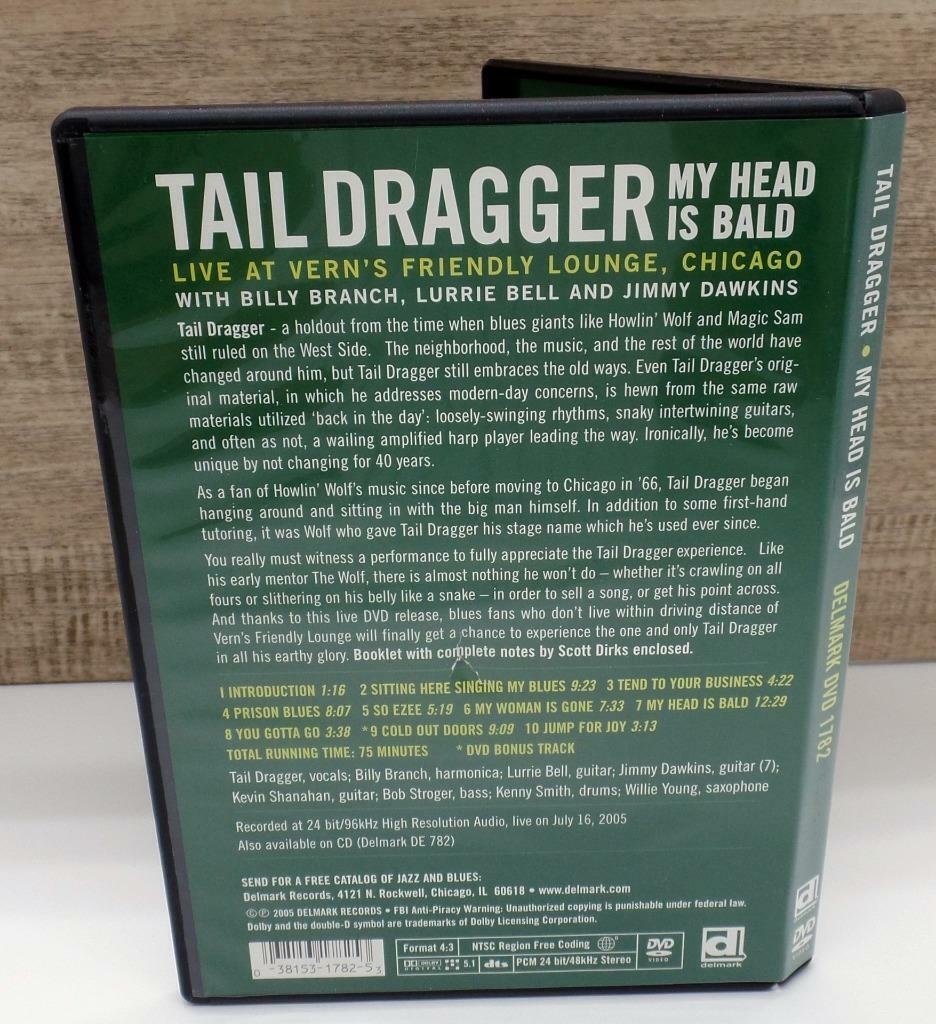 TAIL DRAGGER MY HEAD IS BALD
LIVE AT VERN'S FRIENDLY LOUNGE, CHICAGO
WITH BILLY BRANCH, LURRIE BELL AND JIMMY DAWKINS
Tail Dragger - a holdout from the time when blues giants like Howlin' Wolf and Magic Sam
still ruled on the West Side. The neighborhood, the music, and the rest of the world have
changed around him, but Tail Dragger still embraces the old ways. Even Tail Dragger's orig-
inal material, in which he addresses modern-day concerns, is hewn from the same raw
materials utilized 'back in the day': loosely-swinging rhythms, snaky intertwining guitars,
and often as not, a wailing amplified harp player leading the way. Ironically, he's become
unique by not changing for 40 years.
As a fan of Howlin' Wolf's music since before moving to Chicago in '66, Tail Dragger began
hanging around and sitting in with the big man himself. In addition to some first-hand
tutoring, it was Wolf who gave Tail Dragger his stage name which he's used ever since.
You really must witness a performance to fully appreciate the Tail Dragger experience. Like
his early mentor The Wolf, there is almost nothing he won't do – whether it's crawling on all
fours or slithering on his belly like a snake – in order to sell a song, or get his point across.
And thanks to this live DVD release, blues fans who don't live within driving distance of
Vern's Friendly Lounge will finally get a chance to experience the one and only Tail Dragger
in all his earthy glory. Booklet with complete notes by Scott Dirks enclosed.
1 INTRODUCTION 1:16 2 SITTING HERE SINGING MY BLUES 9:23 3 TEND TO YOUR BUSINESS 4:22
4 PRISON BLUES 8:07 5 SO EZEE 5:19 6 MY WOMAN IS GONE 7:33 7 MY HEAD IS BALD 12:29
8 YOU GOTTA GO 3:38 *9 COLD OUT DOORS 9:09 10 JUMP FOR JOY 3:13
TOTAL RUNNING TIME: 75 MINUTES * DVD BONUS TRACK
Tail Dragger, vocals; Billy Branch, harmonica; Lurrie Bell, guitar; Jimmy Dawkins, guitar (7);
Kevin Shanahan, guitar; Bob Stroger, bass; Kenny Smith, drums; Willie Young, saxophone
Recorded at 24 bit/96kHz High Resolution Audio, live on July 16, 2005
Also available on CD (Delmark DE 782)
SEND FOR A FREE CATALOG OF JAZZ AND BLUES:
Delmark Records, 4121 N. Rockwell, Chicago, IL 60618 • www.delmark.com
©℗ 2005 DELMARK RECORDS • FBI Anti-Piracy Warning: Unauthorized copying is punishable under federal law.
Dolby and the double-D symbol are trademarks of Dolby Licensing Corporation.
0 38153-1782-5 3
Format 4:3 NTSC Region Free Coding
DOLBY DIGITAL 5.1 dts PCM 24 bit/48kHz Stereo
DVD VIDEO
d delmark
TAIL DRAGGER • MY HEAD IS BALD DELMARK DVD 1782
d
DVD